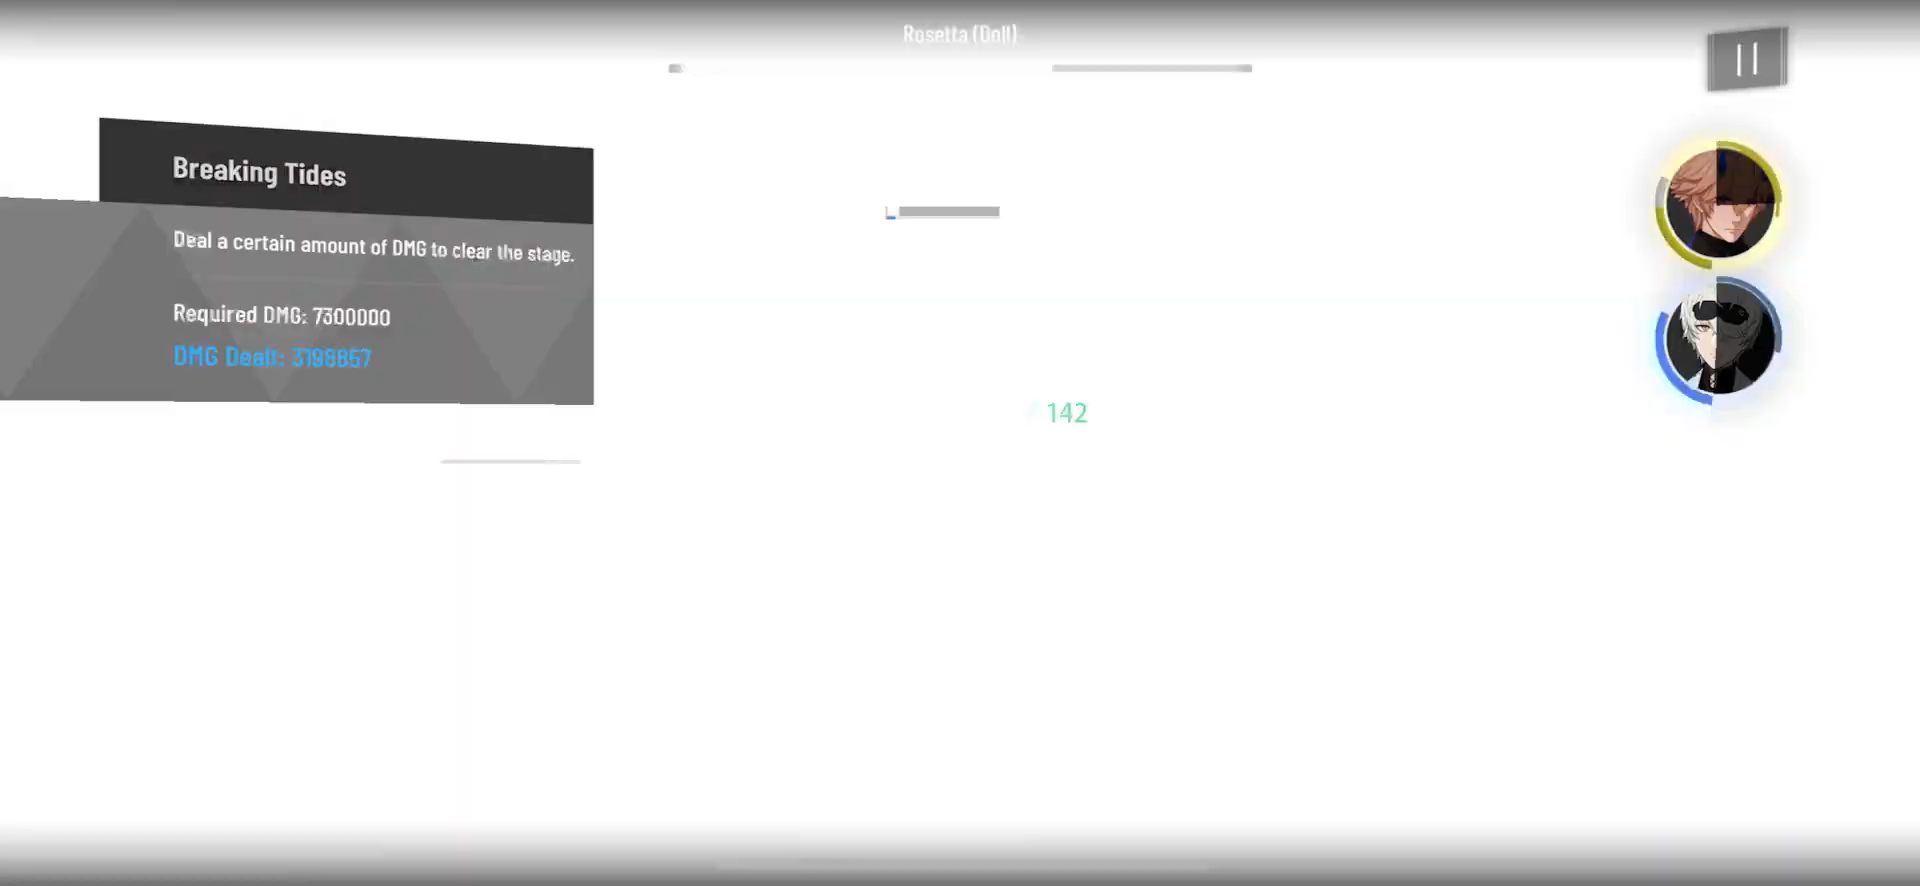 Rosetta (Doll)
Breaking Tides
Deal a certain amount of DMG to clear the stage.
Required DMG: 7300000
DMG Dealt:
142